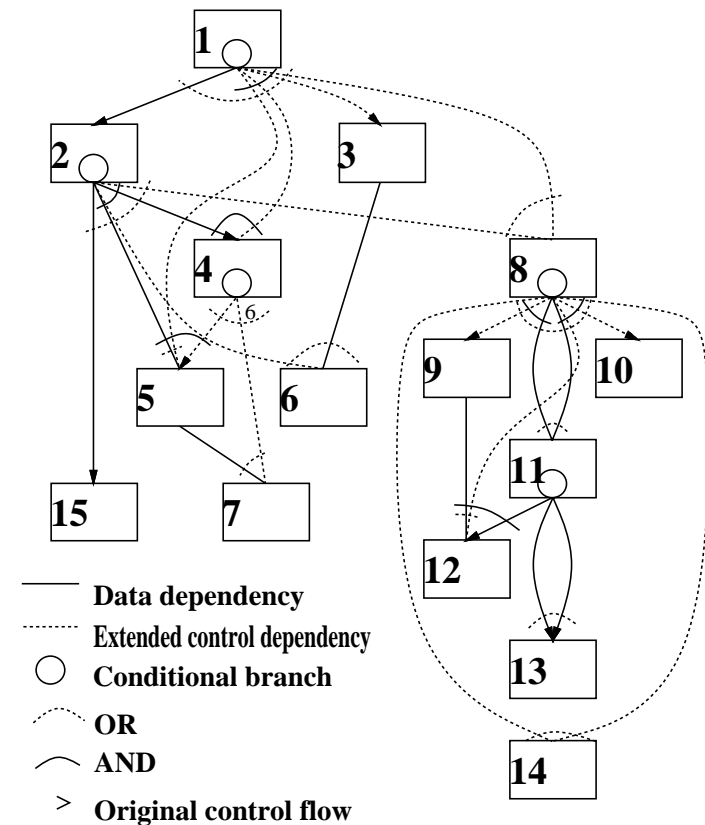 1
2
3
4
8
6
9
10
5
6
11
15
7
12
Data dependency
Extended control dependency
Conditional branch
13
OR
AND
14
Original control flow